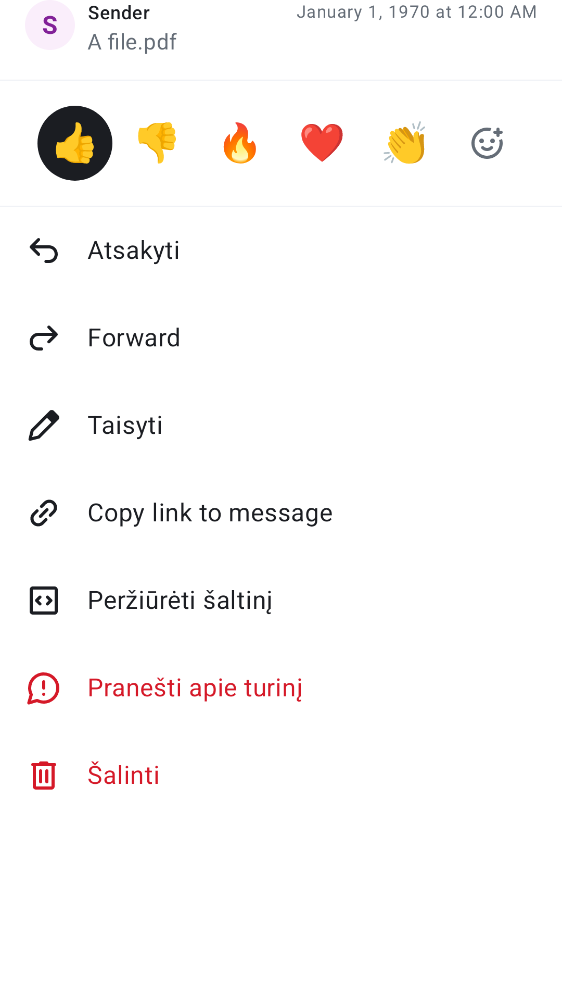 S
Sender
January 1, 1970 at 12:00 AM
A file.pdf
Atsakyti
Forward
Taisyti
Copy link to message
Peržiūrėti šaltinį
Pranešti apie turinį
Šalinti